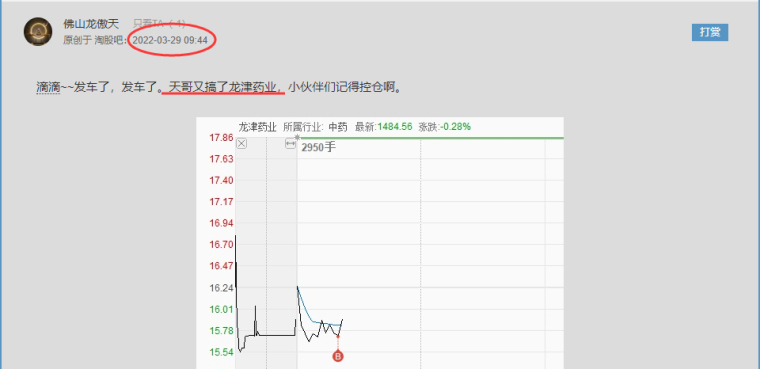 佛山龙傲天 只看TA（4）
原创于 淘股吧: 2022-03-29 09:44
打赏
滴滴~~发车了，发车了。天哥又搞了龙津药业，小伙伴们记得控仓啊。
龙津药业 所属行业: 中药 最新:1484.56 涨跌:-0.28%
2950手
17.86
17.63
17.40
17.17
16.94
16.70
16.47
16.24
16.01
15.78
15.54
B